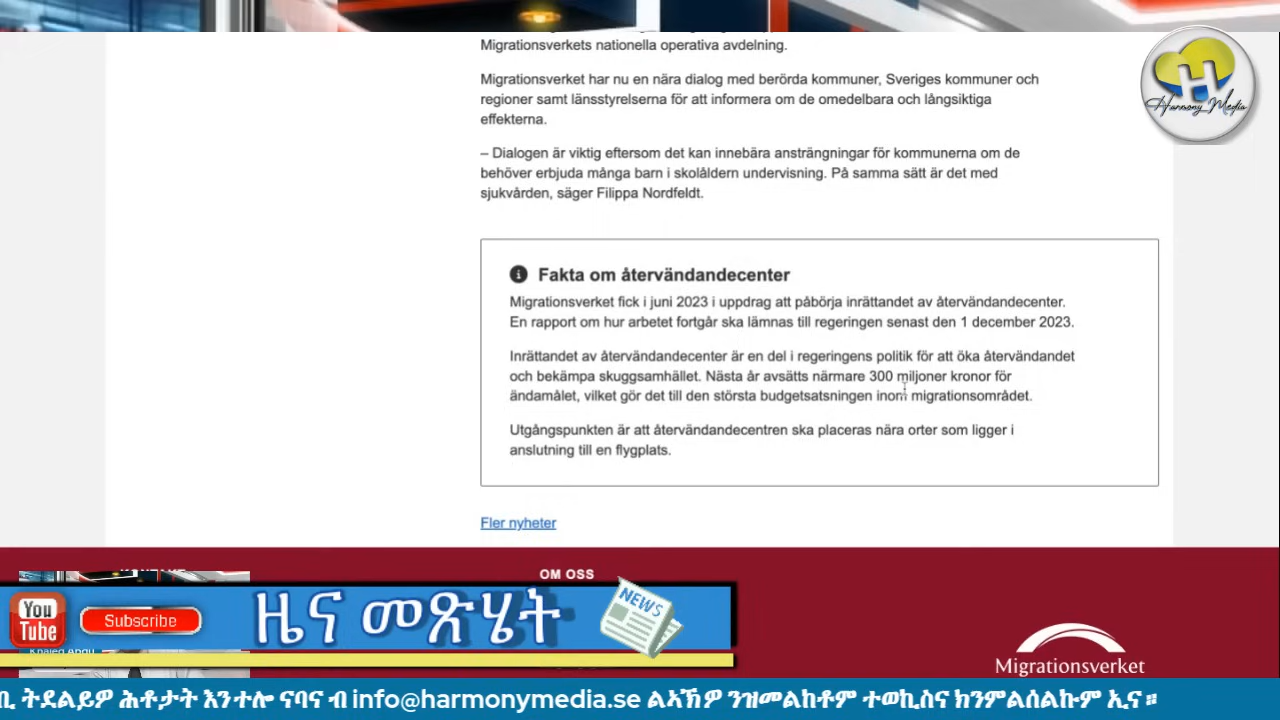 Migrationsverkets nationella operativa avdelning.
Migrationsverket har nu en nära dialog med berörda kommuner, Sveriges kommuner och
regioner samt länsstyrelserna för att informera om de omedelbara och långsiktiga
effekterna.
– Dialogen är viktig eftersom det kan innebära ansträngningar för kommunerna om de
behöver erbjuda många barn i skolåldern undervisning. På samma sätt är det med
sjukvården, säger Filippa Nordfeldt.
Fakta om återvändandecenter
Migrationsverket fick i juni 2023 i uppdrag att påbörja inrättandet av återvändandecenter.
En rapport om hur arbetet fortgår ska lämnas till regeringen senast den 1 december 2023.
Inrättandet av återvändandecenter är en del i regeringens politik för att öka återvändandet
och bekämpa skuggsamhället. Nästa år avsätts närmare 300 miljoner kronor för
ändamålet, vilket gör det till den största budgetsatsningen inom migrationsområdet.
Utgångspunkten är att återvändandecentren ska placeras nära orter som ligger i
anslutning till en flygplats.
Fler nyheter
OM OSS
H
Harmony Media
You
Tube
Subscribe
ዜና መጽሄት
NEWS
Khaled Abdu
Migrationsverket
ትደልይዎ ሕቶታት እንተሎ ናባና ብ info@harmonymedia.se ልኣኽዎ ንዝመልከቶም ተወኪስና ክንምልሰልኩም ኢና ።